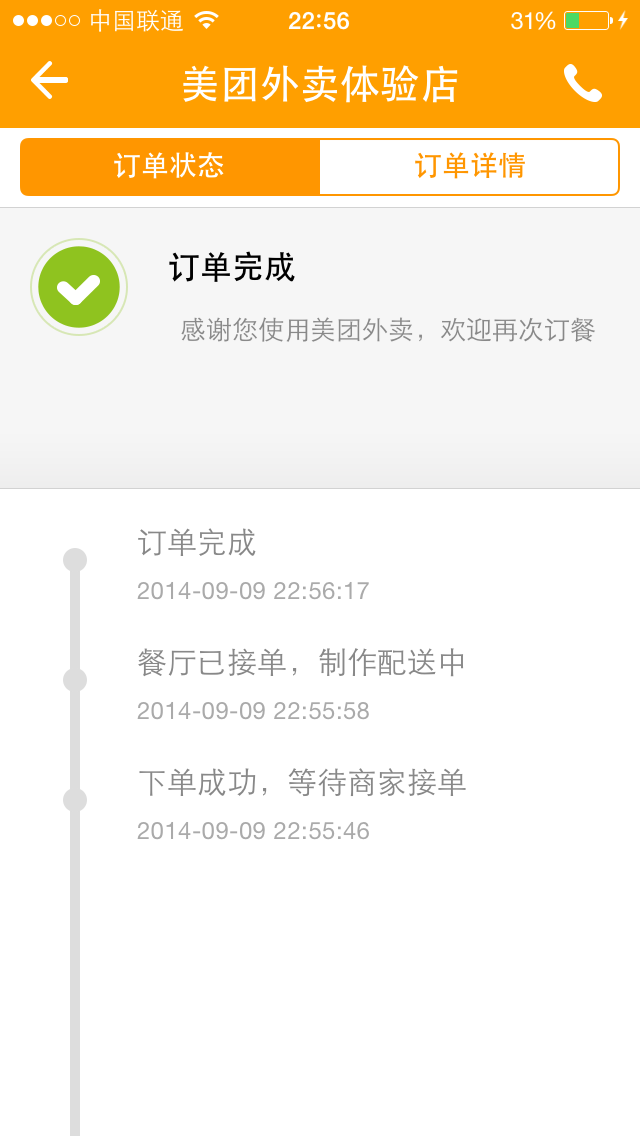 中国联通 22:56 31%
美团外卖体验店
订单状态 订单详情
订单完成
感谢您使用美团外卖，欢迎再次订餐
订单完成
2014-09-09 22:56:17
餐厅已接单，制作配送中
2014-09-09 22:55:58
下单成功，等待商家接单
2014-09-09 22:55:46